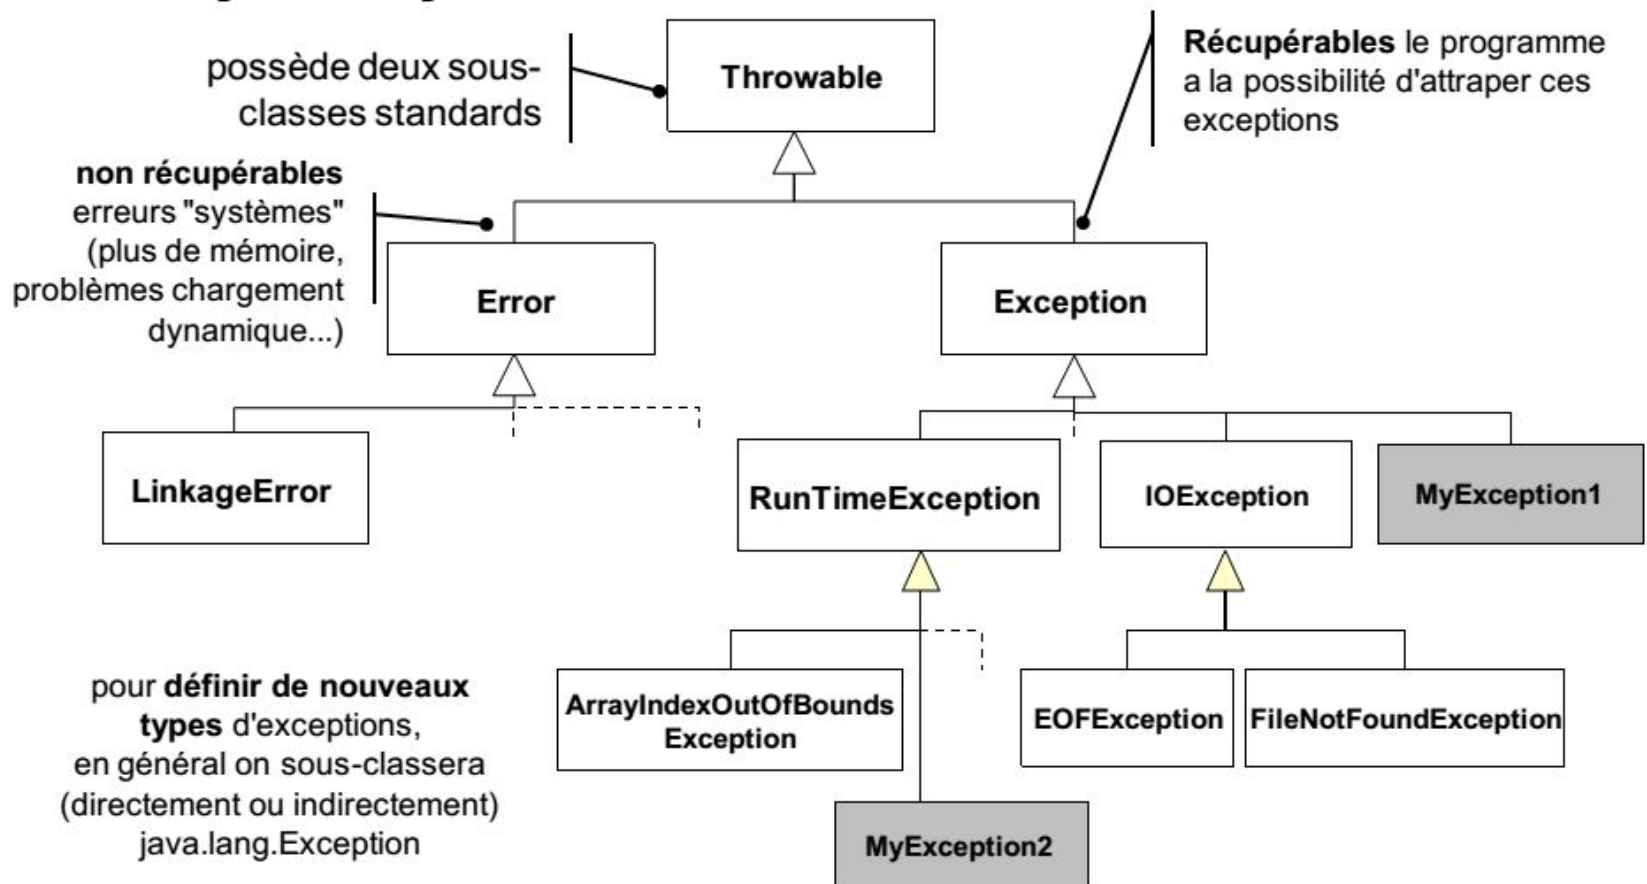 possède deux sous-
classes standards
Throwable
Récupérables le programme
a la possibilité d'attraper ces
exceptions
non récupérables
erreurs "systèmes"
(plus de mémoire,
problèmes chargement
dynamique...)
Error
Exception
LinkageError
RunTimeException
IOException
MyException1
pour définir de nouveaux
types d'exceptions,
en général on sous-classera
(directement ou indirectement)
java.lang.Exception
ArrayIndexOutOfBounds
Exception
EOFException
FileNotFoundException
MyException2